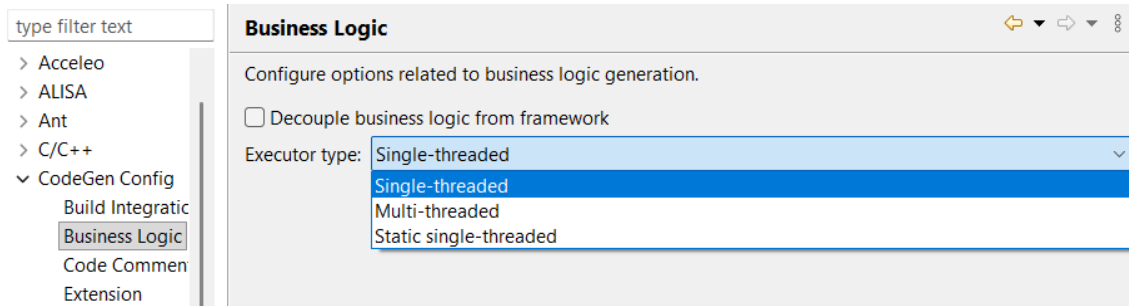 type filter text
Acceleo
ALISA
Ant
C/C++
CodeGen Config
Build Integratic
Business Logic
Code Commen
Extension
Business Logic
Configure options related to business logic generation.
Decouple business logic from framework
Executor type: Single-threaded
Single-threaded
Multi-threaded
Static single-threaded